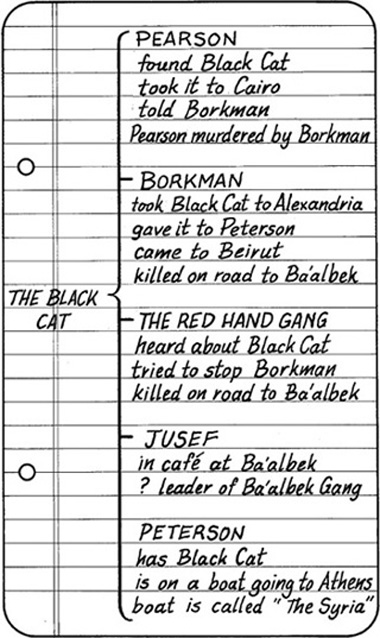 PEARSON
found Black Cat
took it to Cairo
told Borkman
Pearson murdered by Borkman
BORKMAN
took Black Cat to Alexandria
gave it to Peterson
came to Beirut
killed on road to Ba'albek
THE BLACK
CAT
THE RED HAND GANG
heard about Black Cat
tried to stop Borkman
killed on road to Ba'albek
JUSEF
in café at Ba'albek
? leader of Ba'albek Gang
PETERSON
has Black Cat
is on a boat going to Athens
boat is called "The Syria"